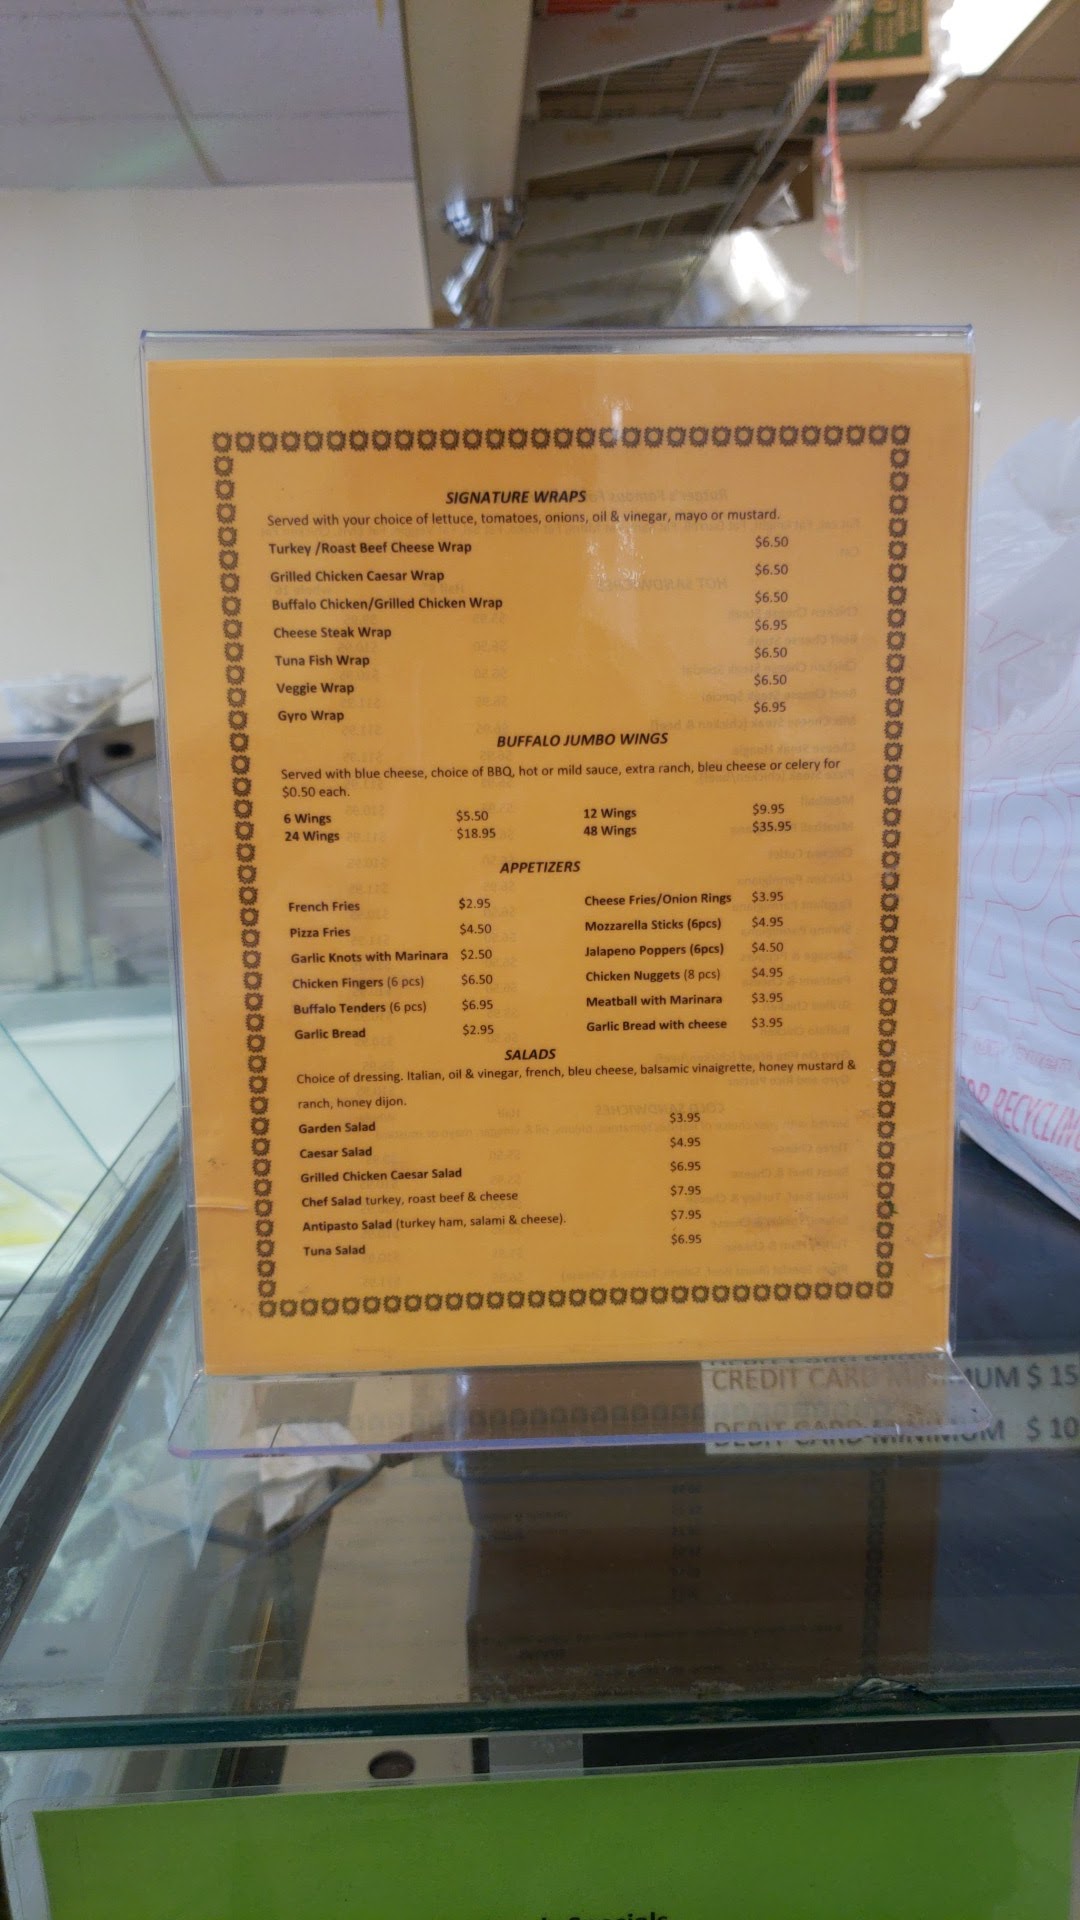 SIGNATURE WRAPS
Served with your choice of lettuce, tomatoes, onions, oil & vinegar, mayo or mustard.
Turkey /Roast Beef Cheese Wrap $6.50
Grilled Chicken Caesar Wrap $6.50
Buffalo Chicken/Grilled Chicken Wrap $6.50
Cheese Steak Wrap $6.95
Tuna Fish Wrap $6.50
Veggie Wrap $6.50
Gyro Wrap $6.95
BUFFALO JUMBO WINGS
Served with blue cheese, choice of BBQ, hot or mild sauce, extra ranch, bleu cheese or celery for
$0.50 each.
6 Wings $5.50 12 Wings $9.95
24 Wings $18.95 48 Wings $35.95
APPETIZERS
French Fries $2.95 Cheese Fries/Onion Rings $3.95
Pizza Fries $4.50 Mozzarella Sticks (6pcs) $4.95
Garlic Knots with Marinara $2.50 Jalapeno Poppers (6pcs) $4.50
Chicken Fingers (6 pcs) $6.50 Chicken Nuggets (8 pcs) $4.95
Buffalo Tenders (6 pcs) $6.95 Meatball with Marinara $3.95
Garlic Bread $2.95 Garlic Bread with cheese $3.95
SALADS
Choice of dressing. Italian, oil & vinegar, french, bleu cheese, balsamic vinaigrette, honey mustard &
ranch, honey dijon.
Garden Salad $3.95
Caesar Salad $4.95
Grilled Chicken Caesar Salad $6.95
Chef Salad turkey, roast beef & cheese $7.95
Antipasto Salad (turkey ham, salami & cheese). $7.95
Tuna Salad $6.95
RECYCLING
CREDIT CARD MINIMUM $ 15
DEBIT CARD MINIMUM $ 10